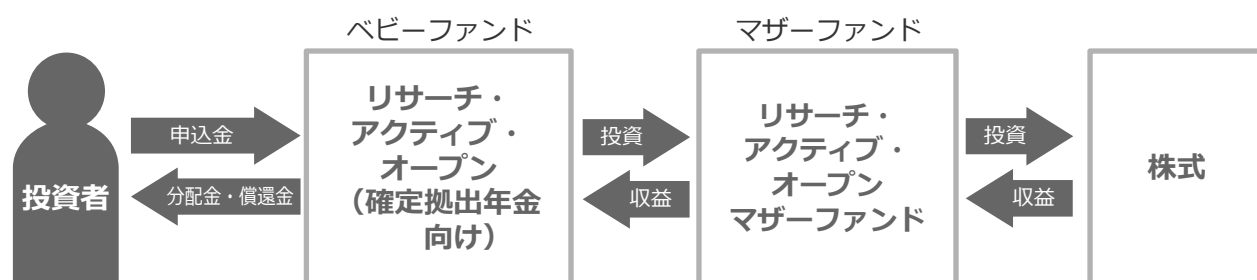 ベビーファンド
マザーファンド
投資者
申込金
分配金・償還金
リサーチ・
アクティブ・
オープン
（確定拠出年金
向け）
投資
収益
リサーチ・
アクティブ・
オープン
マザーファンド
投資
収益
株式